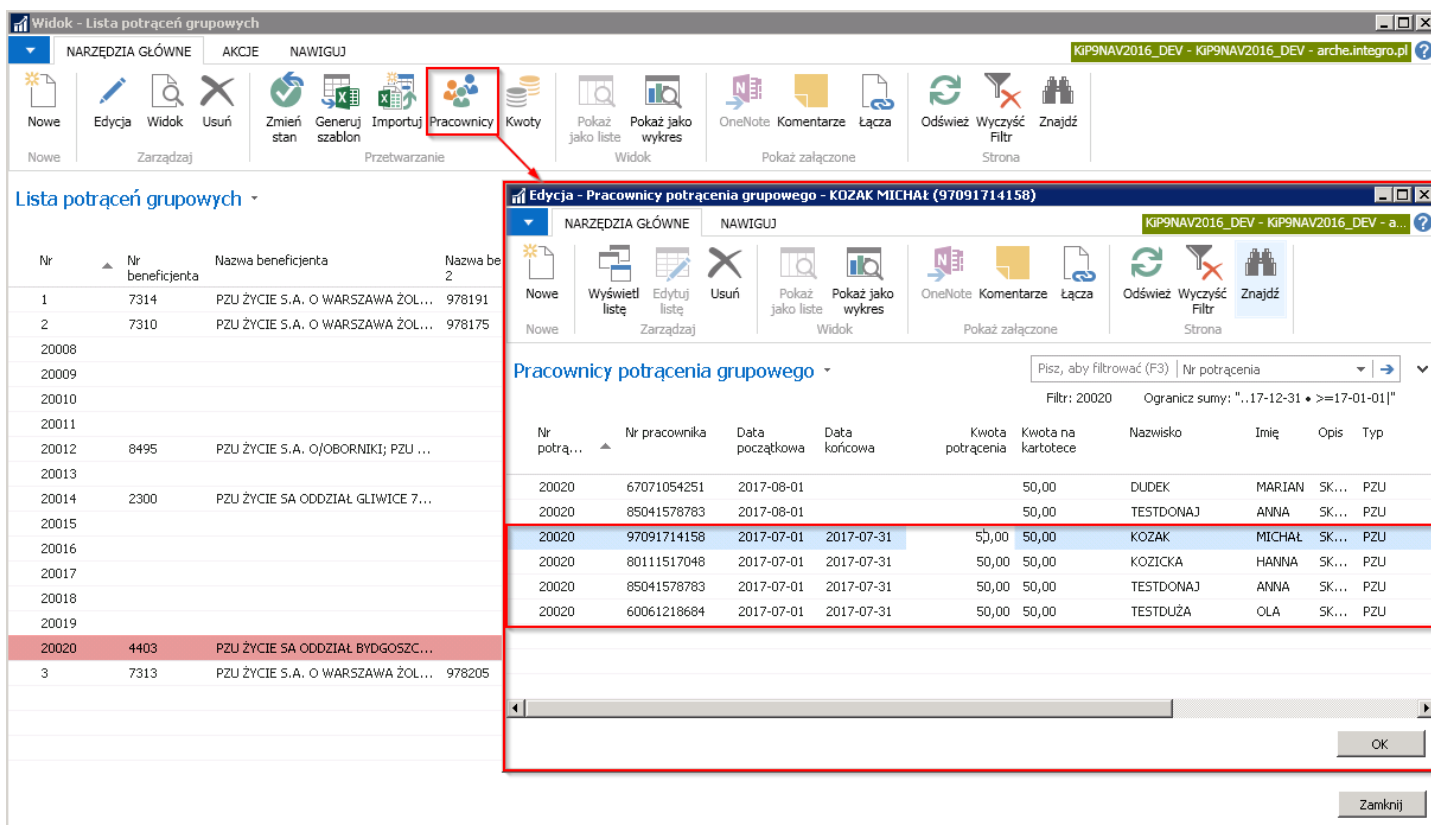 Widok - Lista potrąceń grupowych
NARZĘDZIA GŁÓWNE AKCJE NAWIGUJ KiP9NAV2016_DEV - KiP9NAV2016_DEV - arche.integro.pl
Nowe Edycja Widok Usuń Zmień stan Generuj szablon Importuj Pracownicy Kwoty Pokaż jako liste Pokaż jako wykres OneNote Komentarze Łącza Odśwież Wyczyść Filtr Znajdź
Nowe Zarządzaj Przetwarzanie Widok Pokaż załączone Strona
Lista potrąceń grupowych
Nr Nr beneficjenta Nazwa beneficjenta Nazwa be 2
1 7314 PZU ŻYCIE S.A. O WARSZAWA ŻOL... 978191
2 7310 PZU ŻYCIE S.A. O WARSZAWA ŻOL... 978175
20008
20009
20010
20011
20012 8495 PZU ŻYCIE S.A. O/OBORNIKI; PZU ...
20013
20014 2300 PZU ŻYCIE SA ODDZIAŁ GLIWICE 7...
20015
20016
20017
20018
20019
20020 4403 PZU ŻYCIE SA ODDZIAŁ BYDGOSZC...
3 7313 PZU ŻYCIE S.A. O WARSZAWA ŻOL... 978205
Edycja - Pracownicy potrącenia grupowego - KOZAK MICHAŁ (97091714158)
NARZĘDZIA GŁÓWNE NAWIGUJ KiP9NAV2016_DEV - KiP9NAV2016_DEV - a...
Nowe Wyświetl listę Edytuj listę Usuń Pokaż jako liste Pokaż jako wykres OneNote Komentarze Łącza Odśwież Wyczyść Filtr Znajdź
Nowe Zarządzaj Widok Pokaż załączone Strona
Pracownicy potrącenia grupowego Pisz, aby filtrować (F3) Nr potrącenia
Filtr: 20020 Ogranicz sumy: "..17-12-31 • >=17-01-01|"
Nr potrą... Nr pracownika Data początkowa Data końcowa Kwota potrącenia Kwota na kartotece Nazwisko Imię Opis Typ
20020 67071054251 2017-08-01 50,00 DUDEK MARIAN SK... PZU
20020 85041578783 2017-08-01 50,00 TESTDONAJ ANNA SK... PZU
20020 97091714158 2017-07-01 2017-07-31 50,00 50,00 KOZAK MICHAŁ SK... PZU
20020 80111517048 2017-07-01 2017-07-31 50,00 50,00 KOZICKA HANNA SK... PZU
20020 85041578783 2017-07-01 2017-07-31 50,00 50,00 TESTDONAJ ANNA SK... PZU
20020 60061218684 2017-07-01 2017-07-31 50,00 50,00 TESTDUŻA OLA SK... PZU
OK
Zamknij